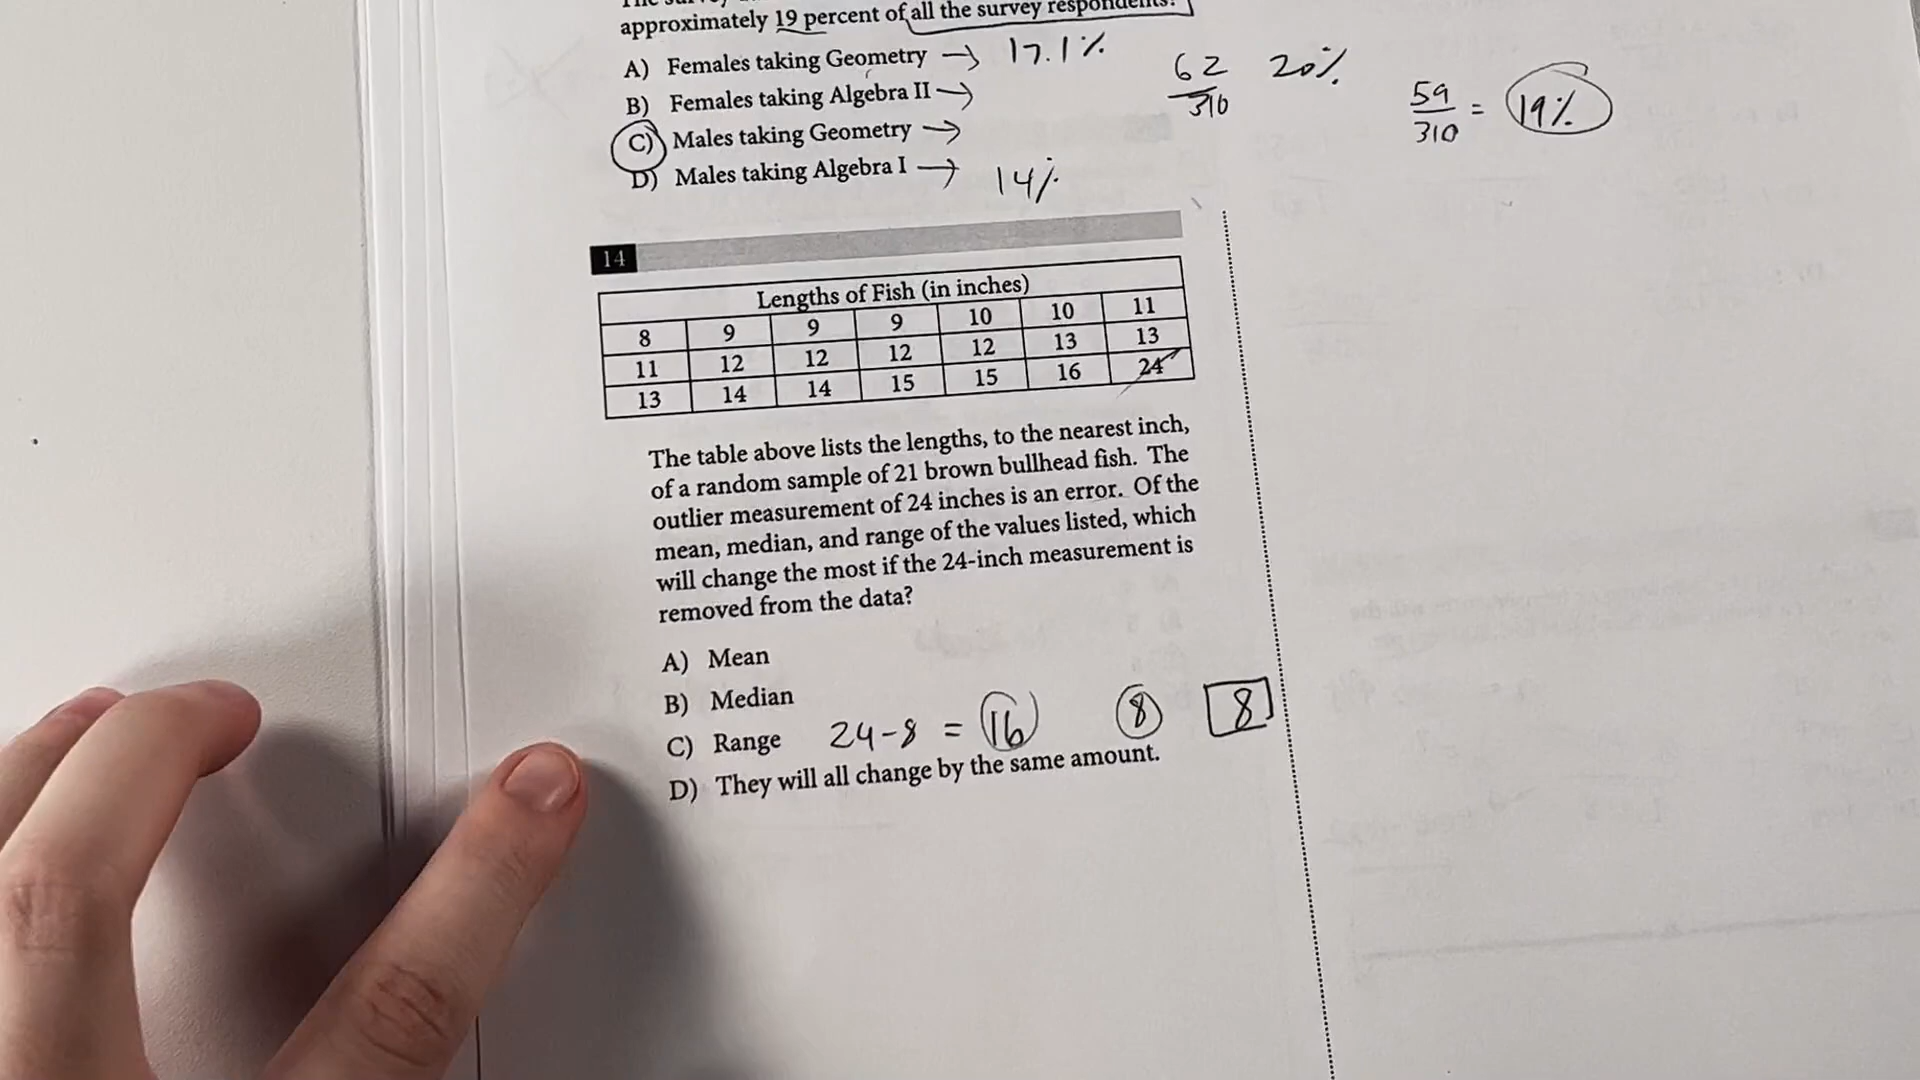 approximately 19 percent of all the survey respondents?
A) Females taking Geometry → 17.1%
B) Females taking Algebra II →
62/310 20%
59/310 = 19%
C) Males taking Geometry →
D) Males taking Algebra I → 14%
14
Lengths of Fish (in inches)
8 9 9 9 10 10 11
11 12 12 12 12 13 13
13 14 14 15 15 16 24
The table above lists the lengths, to the nearest inch,
of a random sample of 21 brown bullhead fish. The
outlier measurement of 24 inches is an error. Of the
mean, median, and range of the values listed, which
will change the most if the 24-inch measurement is
removed from the data?
A) Mean
B) Median
C) Range 24-8 = 16 8 8
D) They will all change by the same amount.